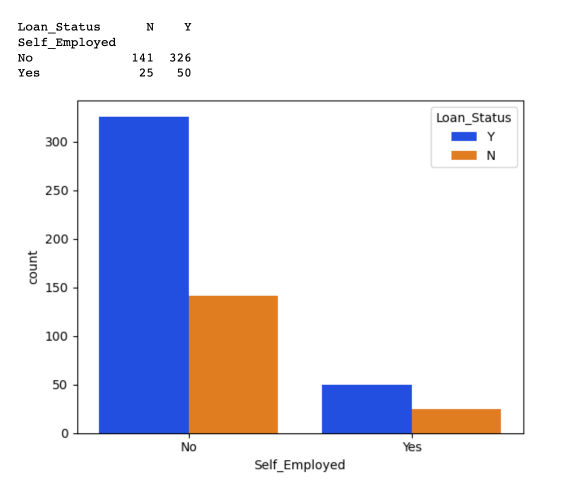 Loan_Status N Y
Self_Employed
No 141 326
Yes 25 50
Loan_Status
Y
N
300
250
200
150
100
50
0
count
No Yes
Self_Employed